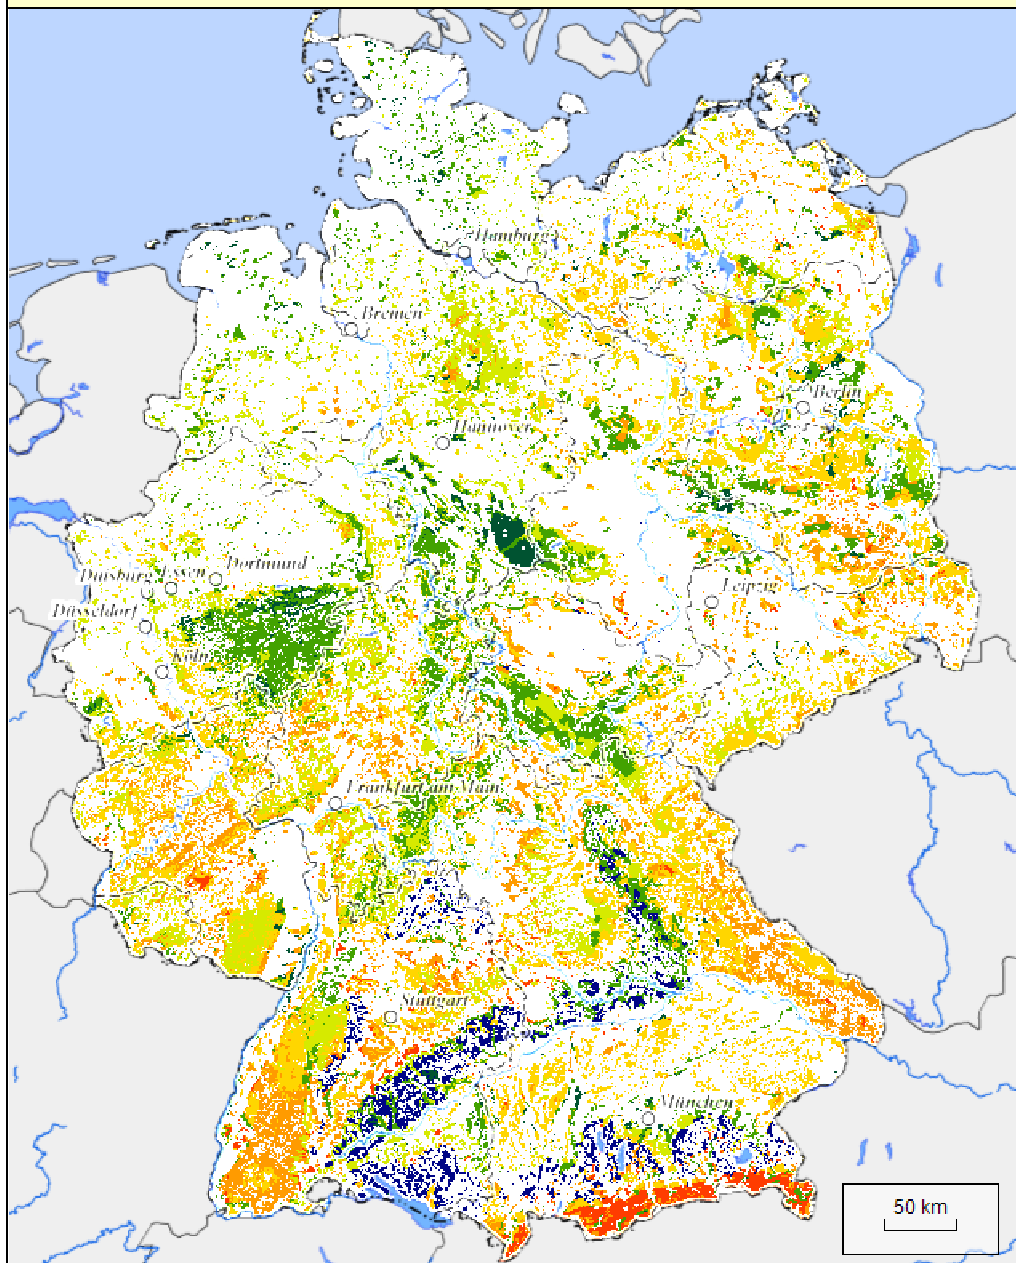 Hamburg
Bremen
Berlin
Hannover
Duisburg
Essen
Dortmund
Düsseldorf
Leipzig
Köln
Frankfurt am Main
Stuttgart
München
50 km